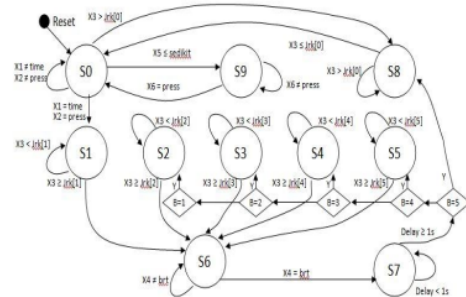 Reset
X3 > Jrk[0]
X1 ≠ time
X2 ≠ press
S0
X5 ≤ sedikit
S9
X3 ≤ Jrk[0]
X3 > Jrk[0]
S8
X6 = press
X6 ≠ press
X1 = time
X2 = press
X3 < Jrk[1]
S1
X3 < Jrk[2]
S2
X3 < Jrk[3]
S3
X3 < Jrk[4]
S4
X3 < Jrk[5]
S5
X3 ≥ Jrk[1]
X3 ≥ Jrk[2]
Y
B=1
X3 ≥ Jrk[3]
Y
B=2
X3 ≥ Jrk[4]
Y
B=3
X3 ≥ Jrk[5]
Y
B=4
Y
B=5
S6
X4 ≠ brt
X4 = brt
S7
Delay ≥ 1s
Delay < 1s